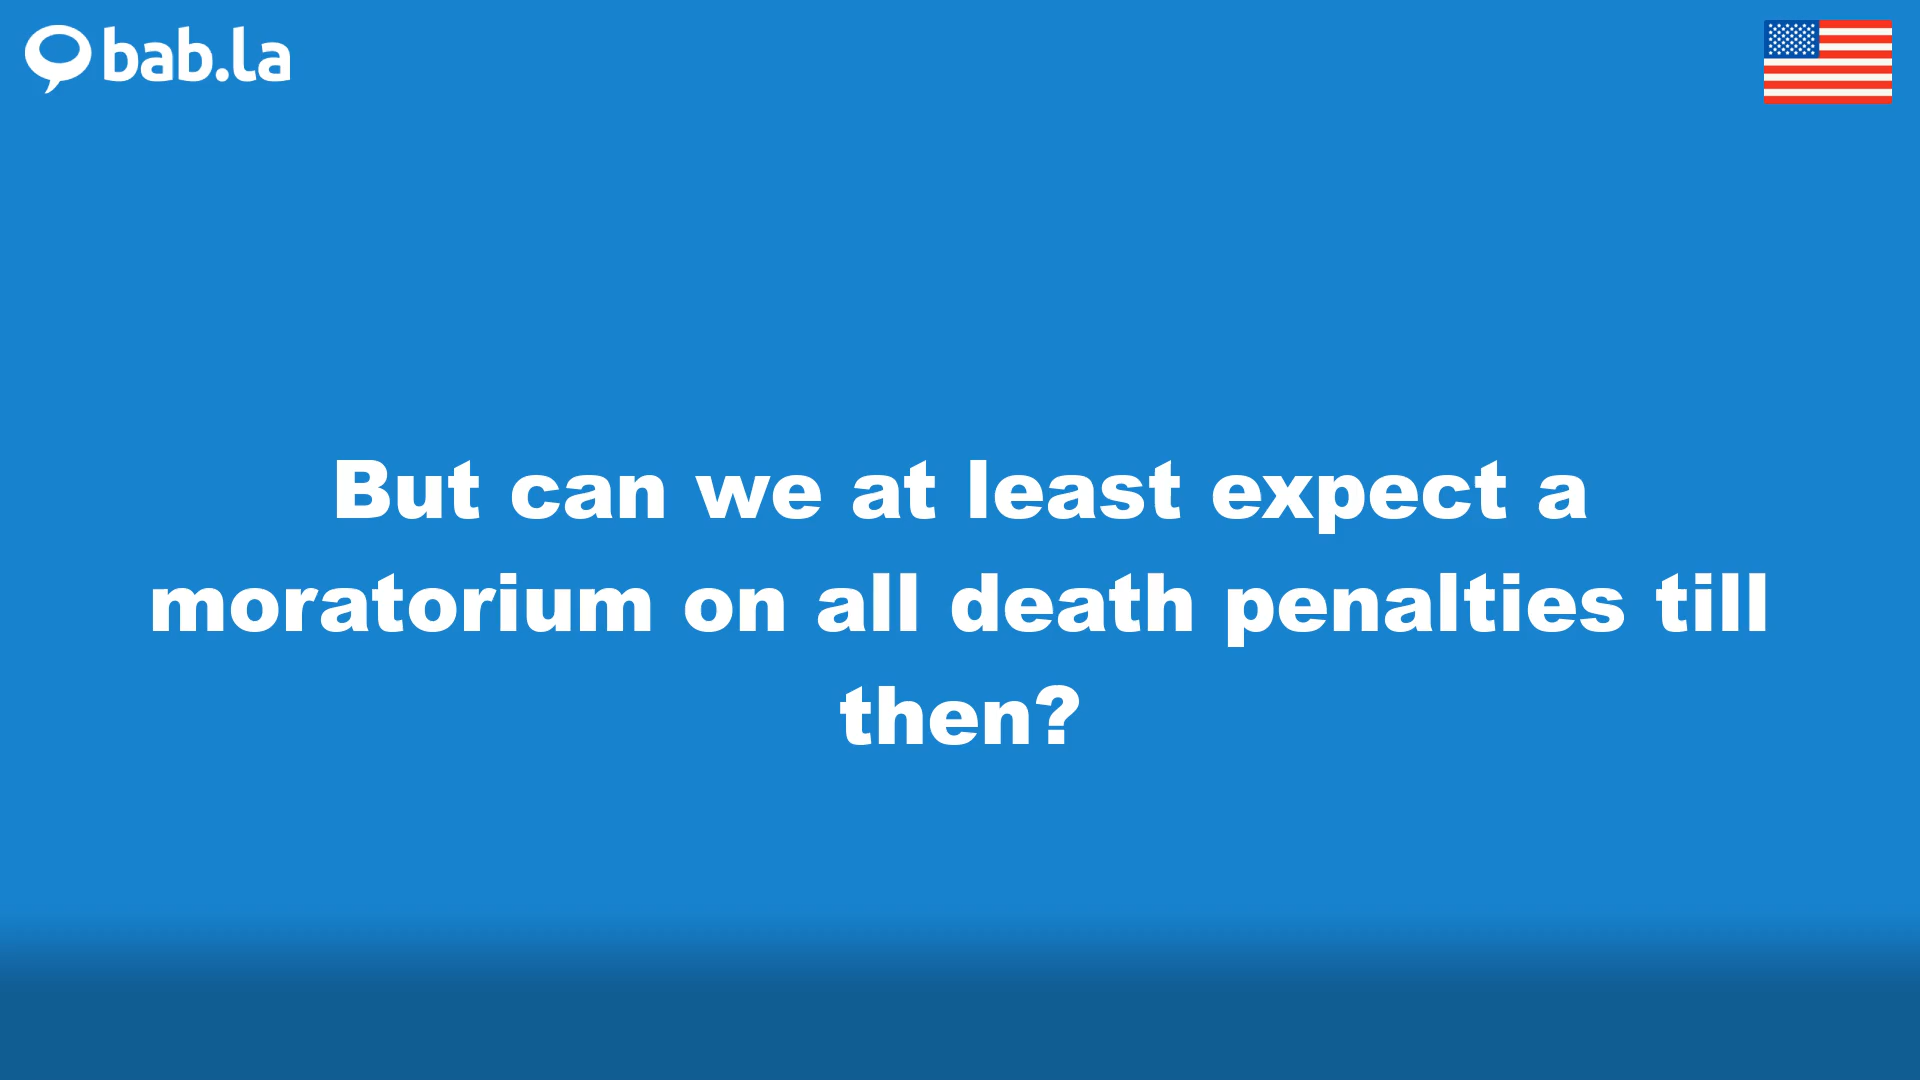 bab.la
But can we at least expect a
moratorium on all death penalties till
then?